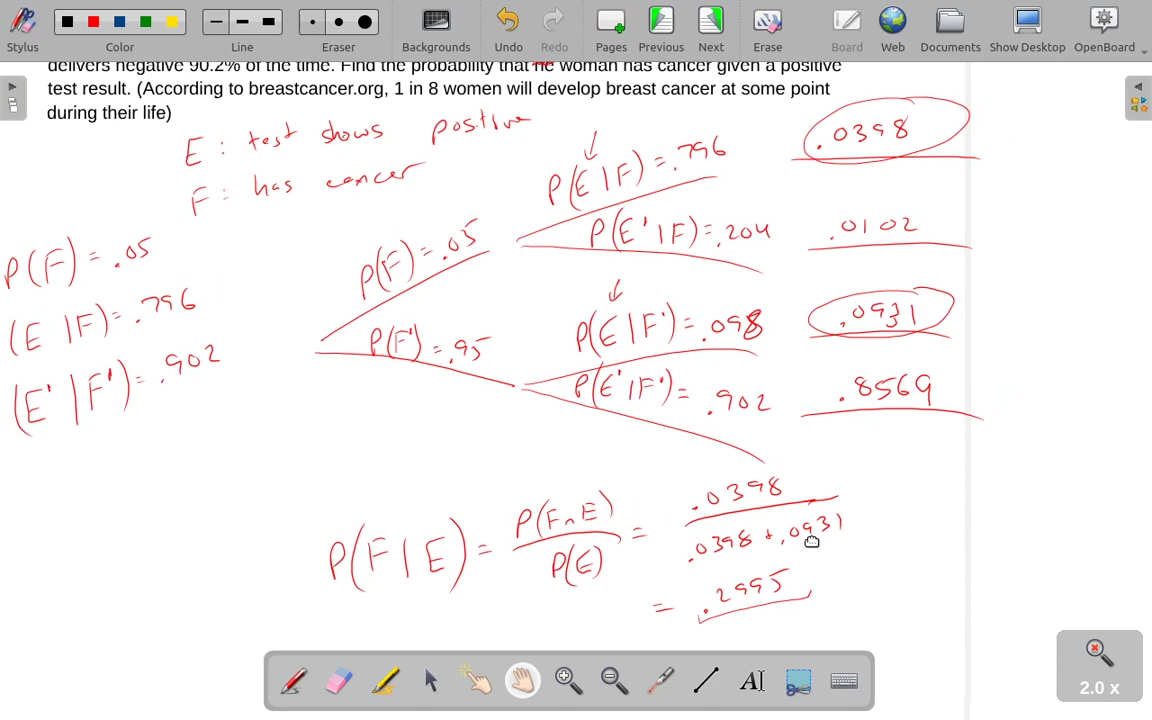 Stylus Color Line Eraser Backgrounds Undo Redo Pages Previous Next Erase Board Web Documents Show Desktop OpenBoard
delivers negative 90.2% of the time. Find the probability that he woman has cancer given a positive
test result. (According to breastcancer.org, 1 in 8 women will develop breast cancer at some point
during their life)
E : test shows positive
F : has cancer
P(F) = .05
(E | F) = .796
(E' | F') = .902
P(F) = .05
P(F') = .95
P(E | F) = .796
P(E' | F) = .204
P(E | F') = .098
P(E' | F') = .902
.0398
.0102
.0931
.8569
P(F | E) = P(F ∩ E) / P(E) = .0398 / .0398 + .0931
= .2995
2.0 x